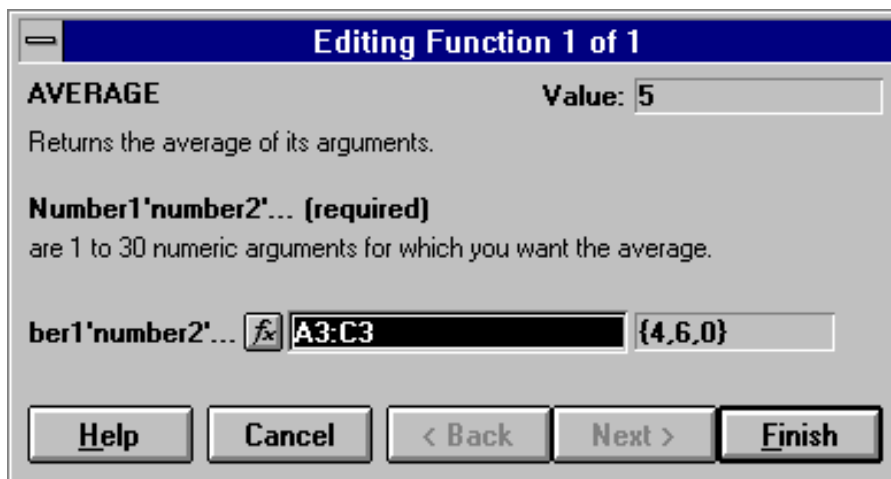 Editing Function 1 of 1
AVERAGE Value: 5
Returns the average of its arguments.
Number1'number2'... (required)
are 1 to 30 numeric arguments for which you want the average.
ber1'number2'... fx A3:C3 {4,6,0}
Help Cancel < Back Next > Finish